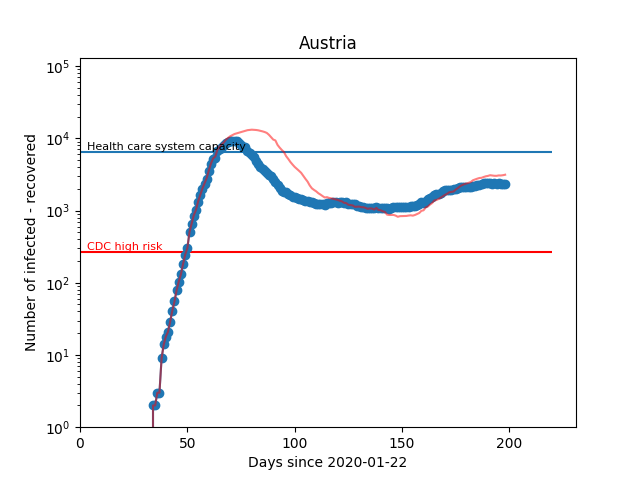 Austria
10^5
10^4
10^3
10^2
10^1
10^0
Number of infected - recovered
Health care system capacity
CDC high risk
0 50 100 150 200
Days since 2020-01-22